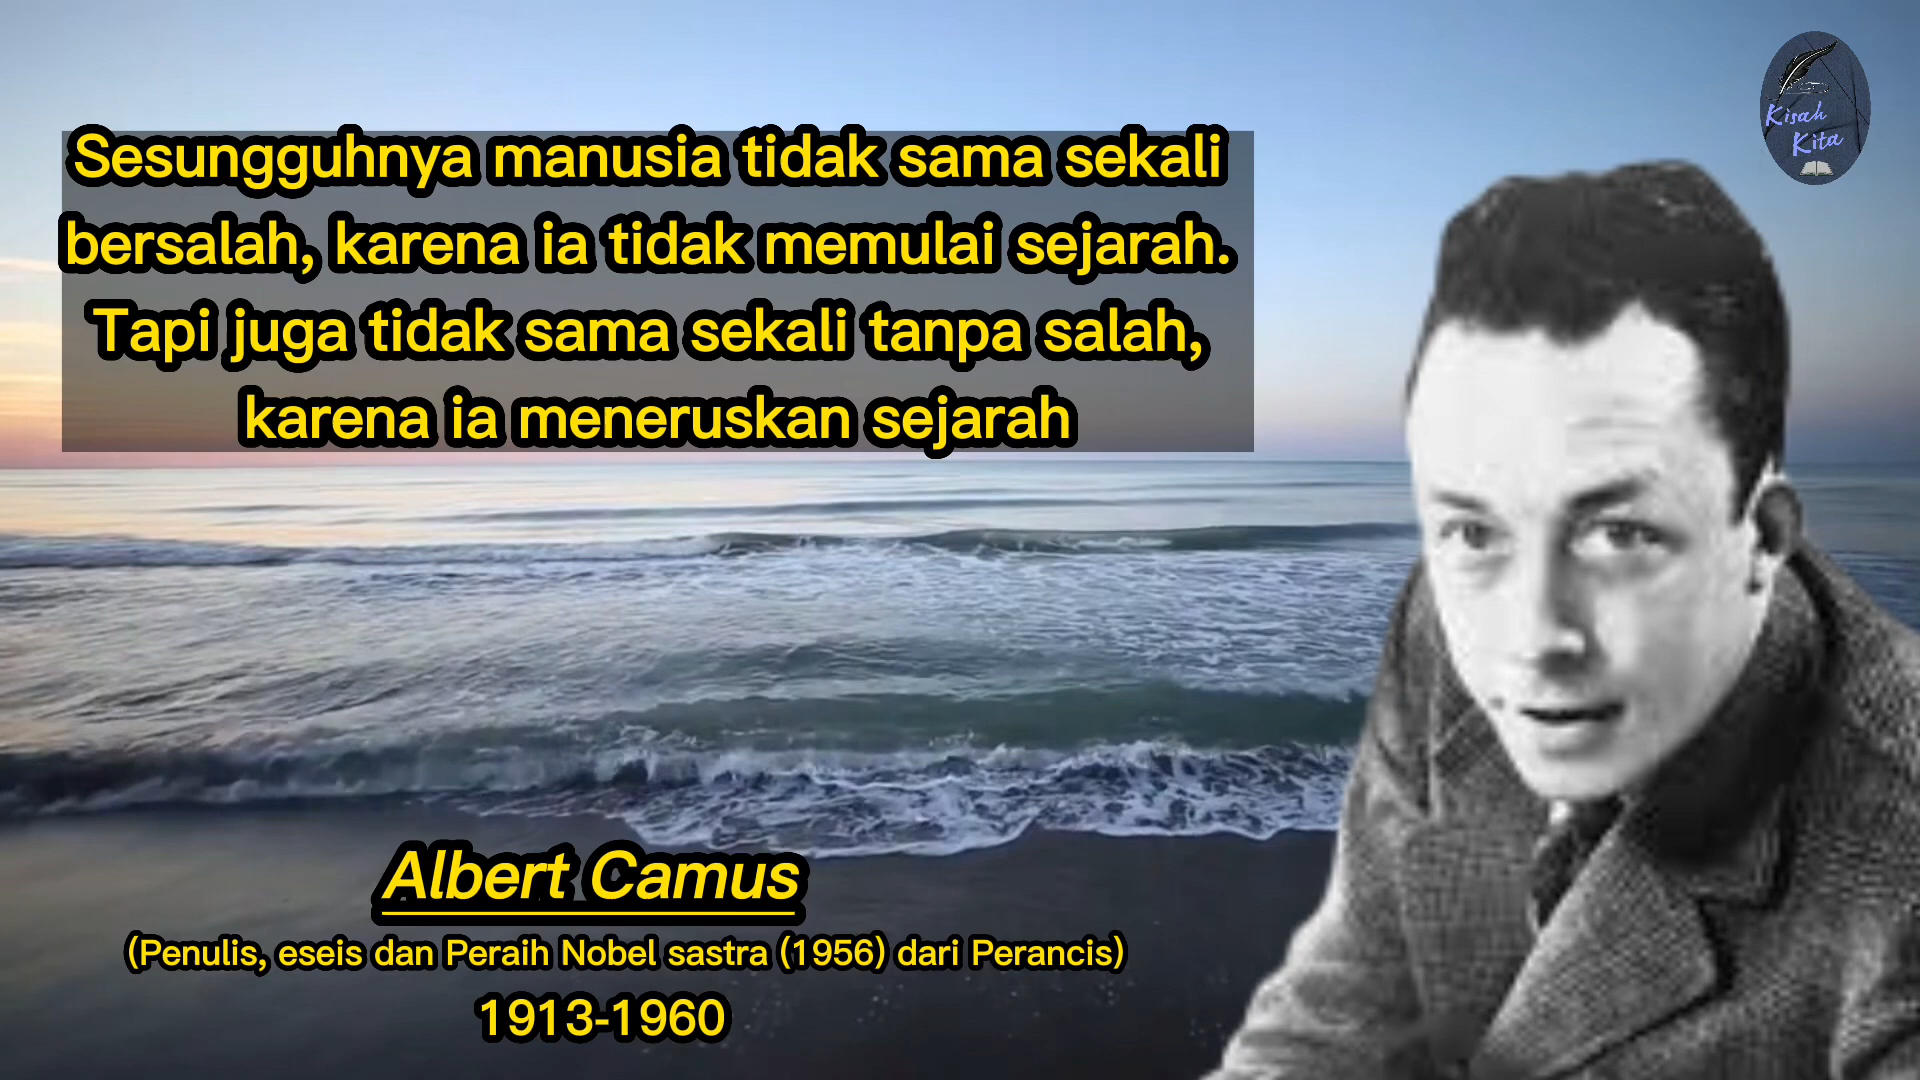 Kisah
Kita
Sesungguhnya manusia tidak sama sekali
bersalah, karena ia tidak memulai sejarah.
Tapi juga tidak sama sekali tanpa salah,
karena ia meneruskan sejarah
Albert Camus
(Penulis, eseis dan Peraih Nobel sastra (1956) dari Perancis)
1913-1960